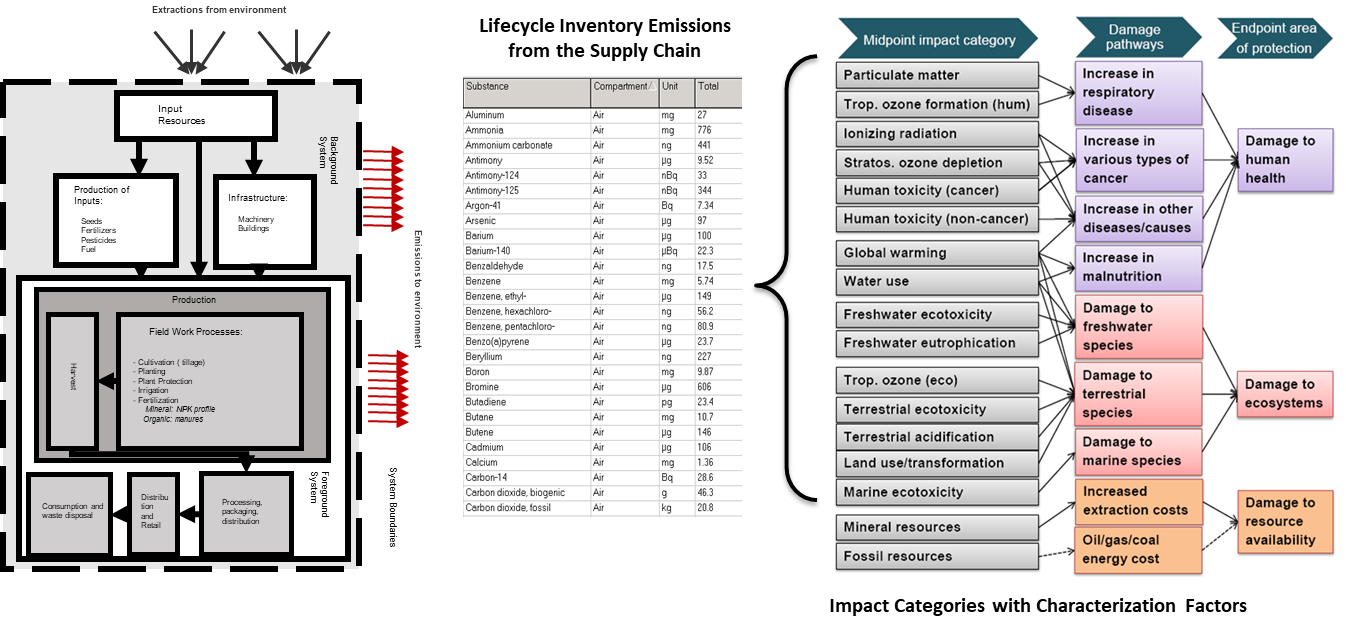 Extractions from environment
Input
Resources
Background
System
Production of
Inputs:
Seeds
Fertilizers
Pesticides
Fuel
Infrastructure:
Machinery
Buildings
Emissions to environment
Production
Harvest
Field Work Processes:
- Cultivation ( tillage)
- Planting
- Plant Protection
- Irrigation
- Fertilization
Mineral: NPK profile
Organic: manures
Foreground
System
System Boundaries
Consumption and
waste disposal
Distribu
tion
and
Retail
Processing,
packaging,
distribution
Lifecycle Inventory Emissions
from the Supply Chain
Substance Compartment Unit Total
Aluminum Air mg 27
Ammonia Air mg 776
Ammonium carbonate Air ng 441
Antimony Air µg 9.52
Antimony-124 Air nBq 33
Antimony-125 Air nBq 344
Argon-41 Air Bq 7.34
Arsenic Air µg 97
Barium Air µg 100
Barium-140 Air µBq 22.3
Benzaldehyde Air ng 17.5
Benzene Air mg 5.74
Benzene, ethyl- Air µg 149
Benzene, hexachloro- Air ng 56.2
Benzene, pentachloro- Air ng 80.9
Benzo(a)pyrene Air µg 23.7
Beryllium Air ng 227
Boron Air mg 9.87
Bromine Air µg 606
Butadiene Air pg 23.4
Butane Air mg 10.7
Butene Air µg 146
Cadmium Air µg 106
Calcium Air mg 1.36
Carbon-14 Air Bq 28.6
Carbon dioxide, biogenic Air g 46.3
Carbon dioxide, fossil Air kg 20.8
Midpoint impact category
Particulate matter
Trop. ozone formation (hum)
Ionizing radiation
Stratos. ozone depletion
Human toxicity (cancer)
Human toxicity (non-cancer)
Global warming
Water use
Freshwater ecotoxicity
Freshwater eutrophication
Trop. ozone (eco)
Terrestrial ecotoxicity
Terrestrial acidification
Land use/transformation
Marine ecotoxicity
Mineral resources
Fossil resources
Damage
pathways
Increase in
respiratory
disease
Increase in
various types of
cancer
Increase in other
diseases/causes
Increase in
malnutrition
Damage to
freshwater
species
Damage to
terrestrial
species
Damage to
marine species
Increased
extraction costs
Oil/gas/coal
energy cost
Endpoint area
of protection
Damage to
human
health
Damage to
ecosystems
Damage to
resource
availability
Impact Categories with Characterization Factors